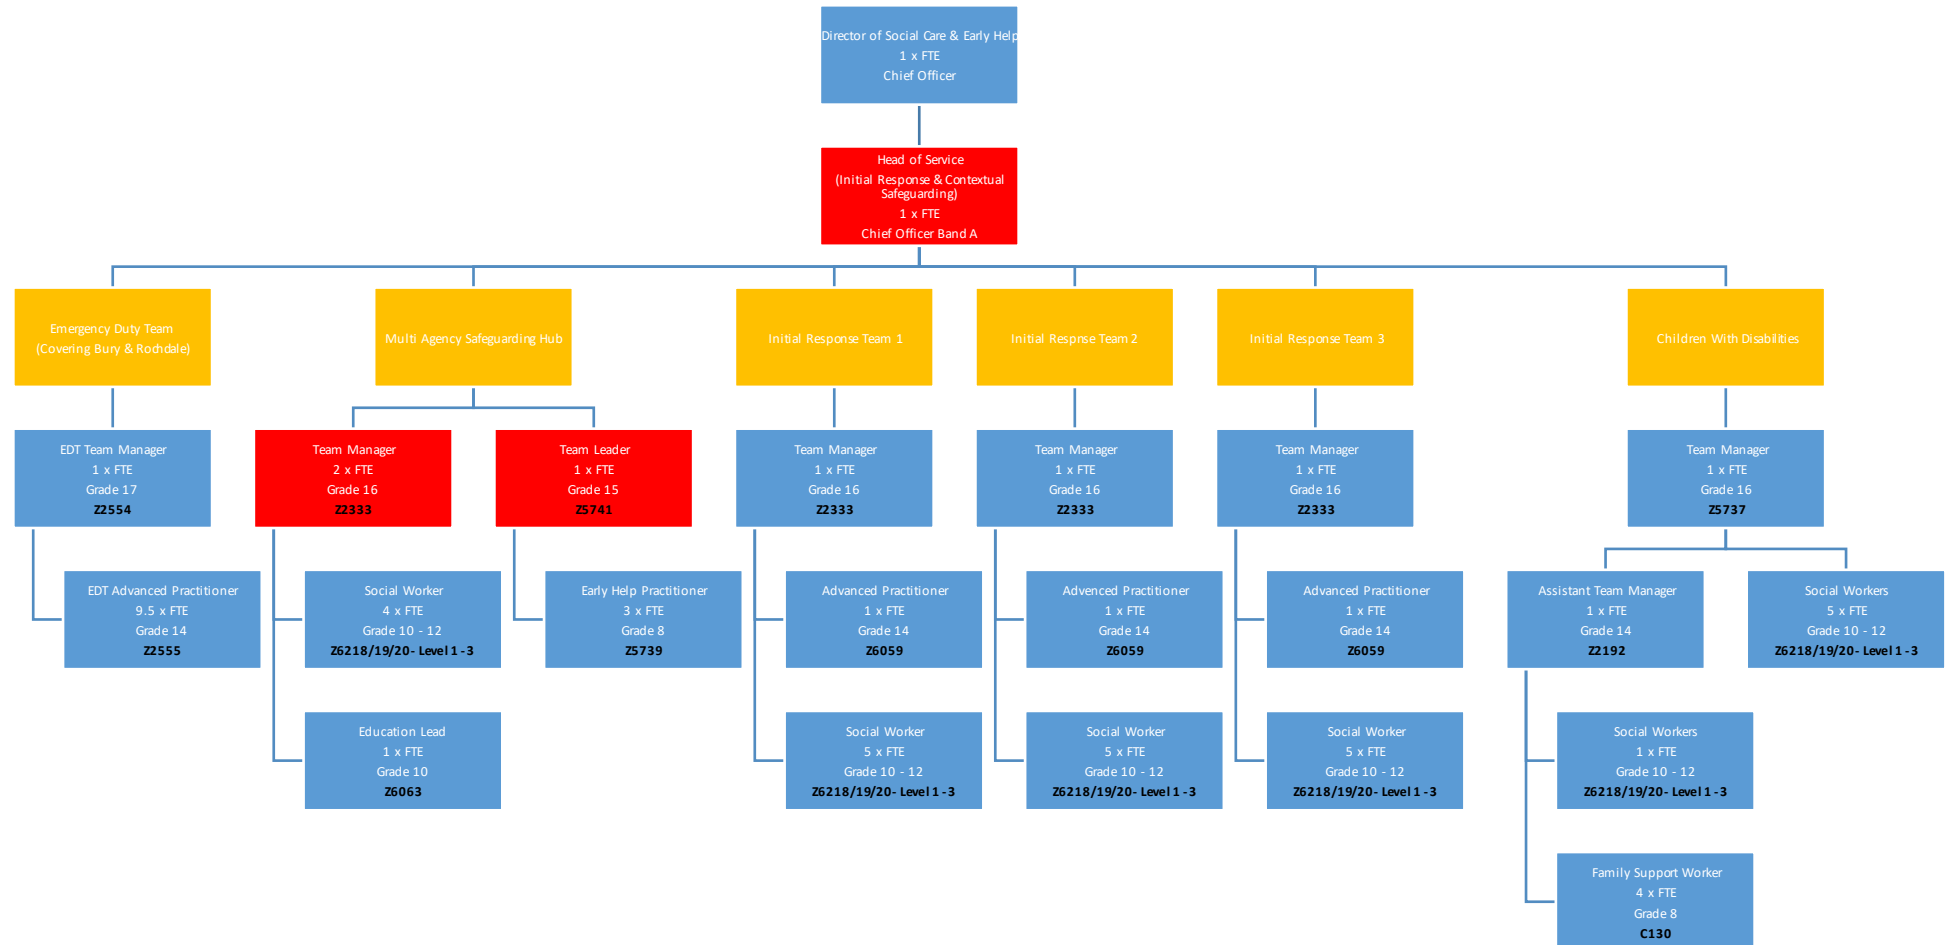 Director of Social Care & Early Help
1 x FTE
Chief Officer
Head of Service
(Initial Response & Contextual
Safeguarding)
1 x FTE
Chief Officer Band A
Emergency Duty Team
(Covering Bury & Rochdale)
Multi Agency Safeguarding Hub
Initial Response Team 1
Initial Respnse Team 2
Initial Response Team 3
Children With Disabilities
EDT Team Manager
1 x FTE
Grade 17
Z2554
Team Manager
2 x FTE
Grade 16
Z2333
Team Leader
1 x FTE
Grade 15
Z5741
Team Manager
1 x FTE
Grade 16
Z2333
Team Manager
1 x FTE
Grade 16
Z2333
Team Manager
1 x FTE
Grade 16
Z2333
Team Manager
1 x FTE
Grade 16
Z5737
EDT Advanced Practitioner
9.5 x FTE
Grade 14
Z2555
Social Worker
4 x FTE
Grade 10 - 12
Z6218/19/20- Level 1 -3
Early Help Practitioner
3 x FTE
Grade 8
Z5739
Advanced Practitioner
1 x FTE
Grade 14
Z6059
Advenced Practitioner
1 x FTE
Grade 14
Z6059
Advanced Practitioner
1 x FTE
Grade 14
Z6059
Assistant Team Manager
1 x FTE
Grade 14
Z2192
Social Workers
5 x FTE
Grade 10 - 12
Z6218/19/20- Level 1 -3
Education Lead
1 x FTE
Grade 10
Z6063
Social Worker
5 x FTE
Grade 10 - 12
Z6218/19/20- Level 1 -3
Social Worker
5 x FTE
Grade 10 - 12
Z6218/19/20- Level 1 -3
Social Worker
5 x FTE
Grade 10 - 12
Z6218/19/20- Level 1 -3
Social Workers
1 x FTE
Grade 10 - 12
Z6218/19/20- Level 1 -3
Family Support Worker
4 x FTE
Grade 8
C130